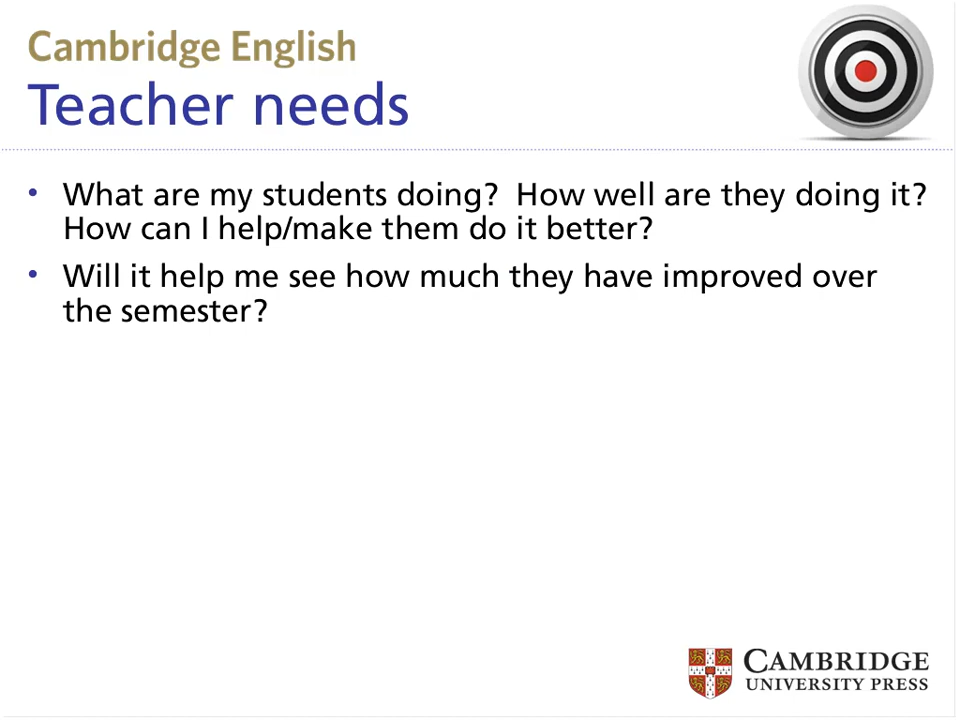 Cambridge English
Teacher needs
• What are my students doing?  How well are they doing it?
How can I help/make them do it better?
• Will it help me see how much they have improved over
the semester?
CAMBRIDGE
UNIVERSITY PRESS